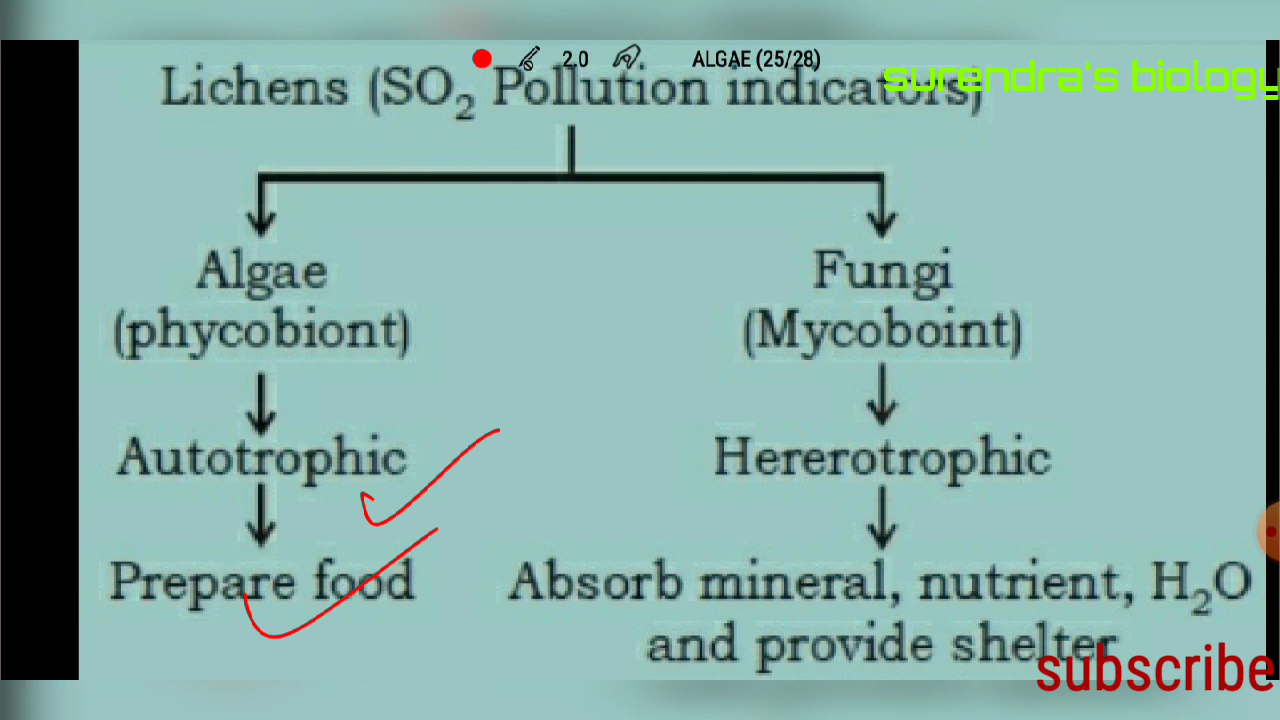 2.0 ALGAE (25/28)
surendra's biology
Lichens (SO₂ Pollution indicators)
Algae Fungi
(phycobiont) (Mycoboint)
Autotrophic Hererotrophic
Prepare food Absorb mineral, nutrient, H₂O
and provide shelter
subscribe